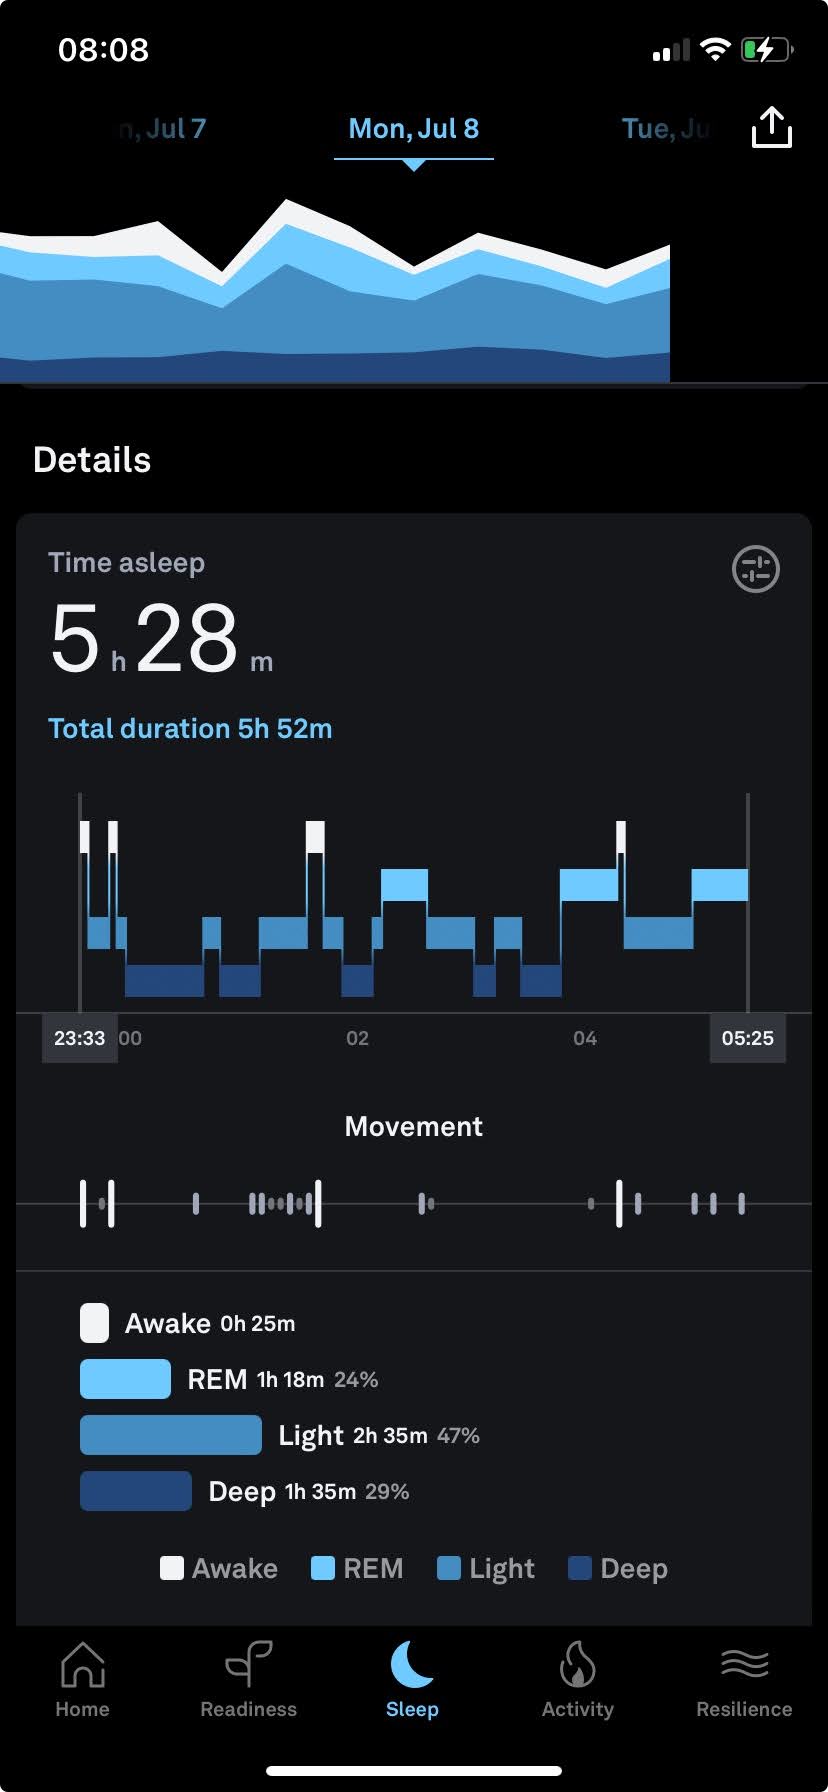 08:08
n, Jul 7 Mon, Jul 8 Tue, Ju
Details
Time asleep
5 h 28 m
Total duration 5h 52m
23:33 00 02 04 05:25
Movement
Awake 0h 25m
REM 1h 18m 24%
Light 2h 35m 47%
Deep 1h 35m 29%
Awake REM Light Deep
Home Readiness Sleep Activity Resilience